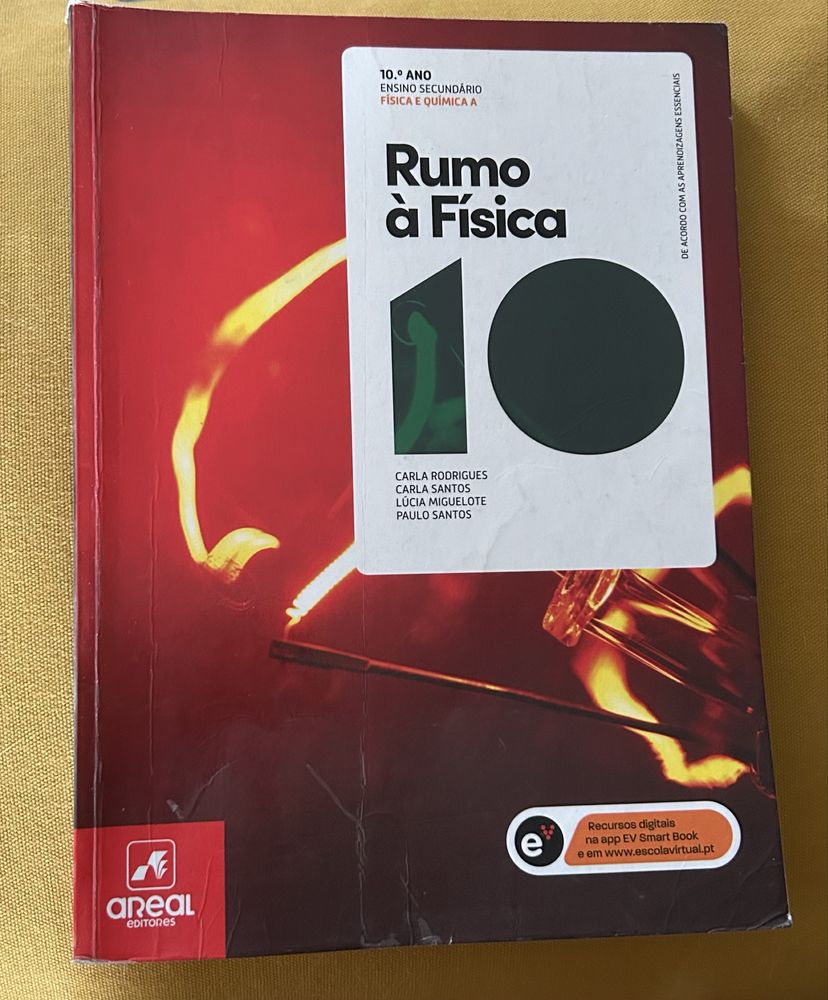 10.º ANO
ENSINO SECUNDÁRIO
FÍSICA E QUÍMICA A
DE ACORDO COM AS APRENDIZAGENS ESSENCIAIS
Rumo
à Física
10
CARLA RODRIGUES
CARLA SANTOS
LÚCIA MIGUELOTE
PAULO SANTOS
e
Recursos digitais
na app EV Smart Book
e em www.escolavirtual.pt
aReaL
EDITORES